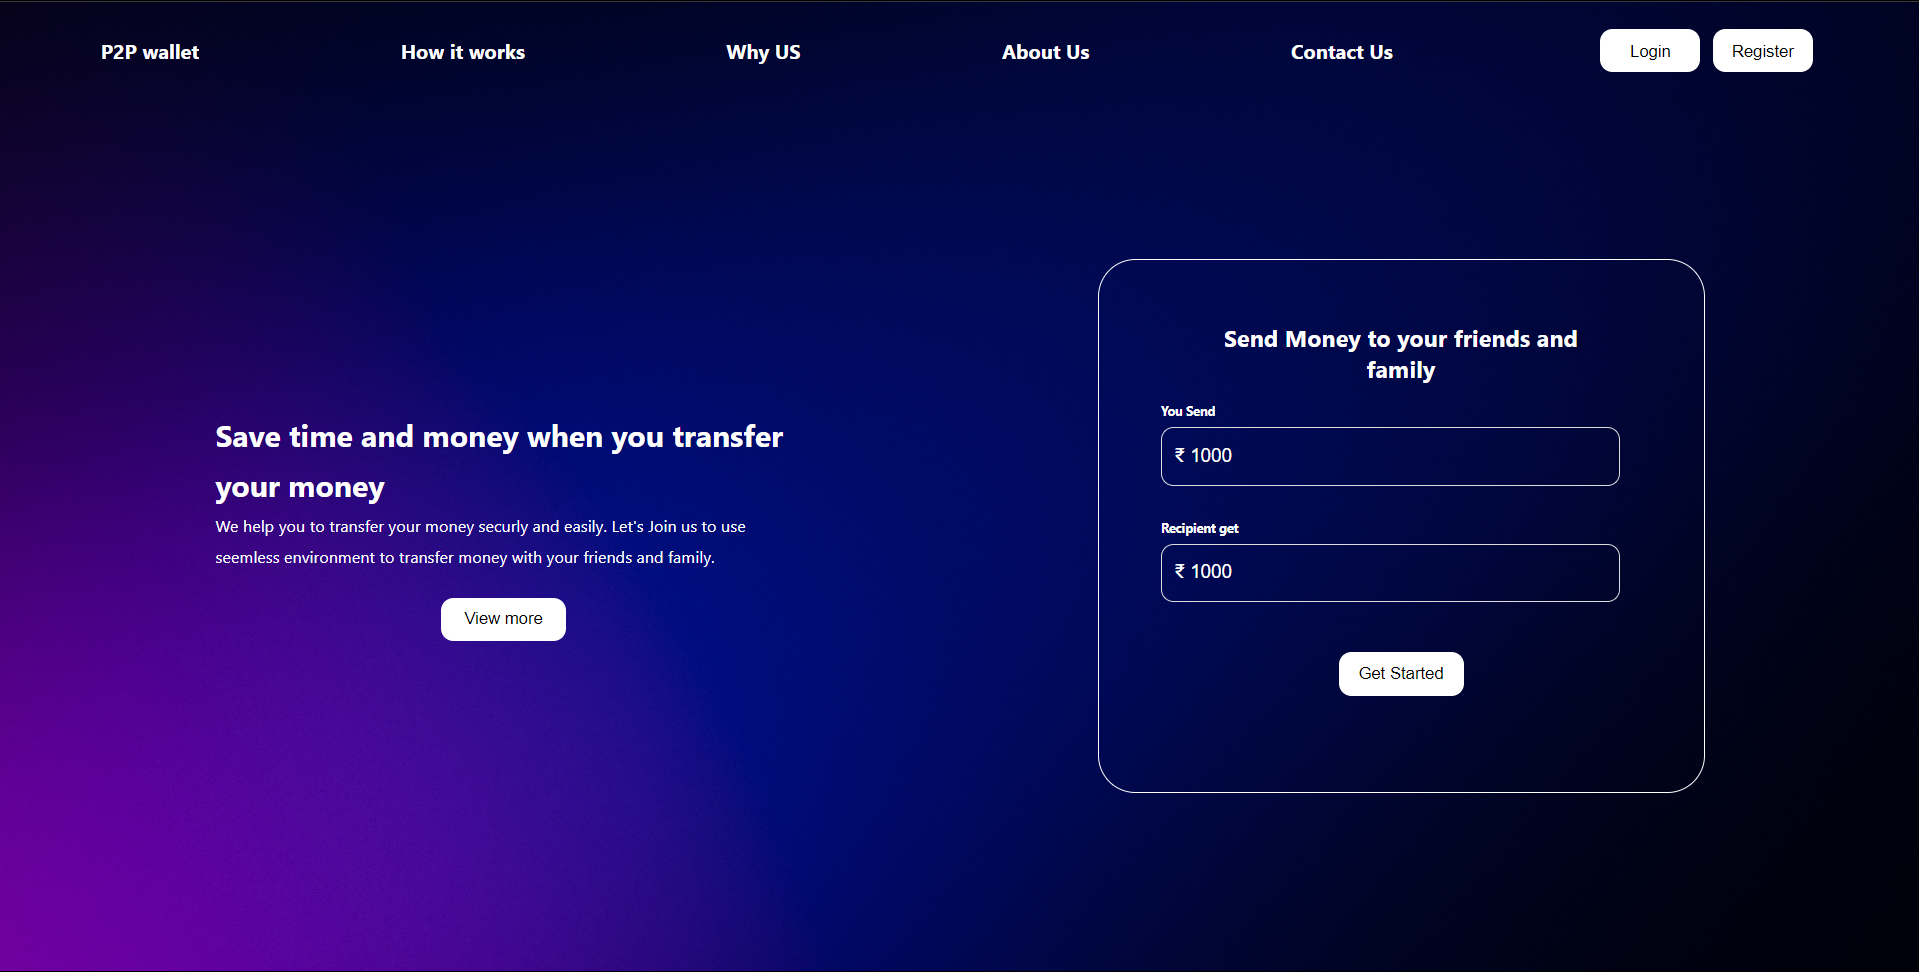 P2P wallet How it works Why US About Us Contact Us Login Register
Save time and money when you transfer
your money
We help you to transfer your money securly and easily. Let's Join us to use
seemless environment to transfer money with your friends and family.
View more
Send Money to your friends and
family
You Send
₹ 1000
Recipient get
₹ 1000
Get Started